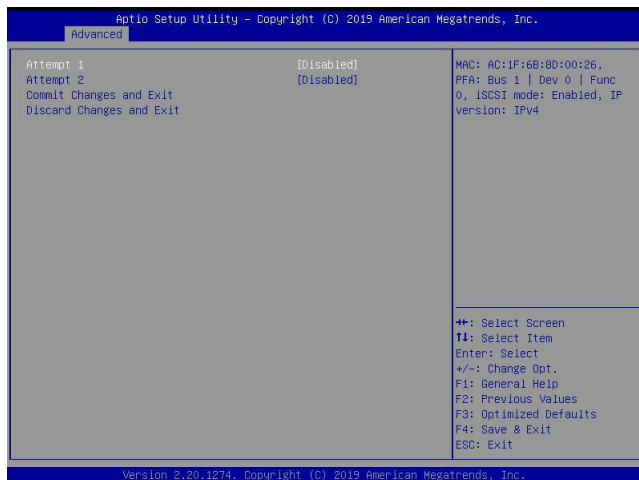 Aptio Setup Utility - Copyright (C) 2019 American Megatrends, Inc.
Advanced
Attempt 1 [Disabled]
Attempt 2 [Disabled]
Commit Changes and Exit
Discard Changes and Exit
MAC: AC:1F:6B:8D:00:26,
PFA: Bus 1 | Dev 0 | Func
0, iSCSI mode: Enabled, IP
version: IPv4
→←: Select Screen
↑↓: Select Item
Enter: Select
+/-: Change Opt.
F1: General Help
F2: Previous Values
F3: Optimized Defaults
F4: Save & Exit
ESC: Exit
Version 2.20.1274. Copyright (C) 2019 American Megatrends, Inc.